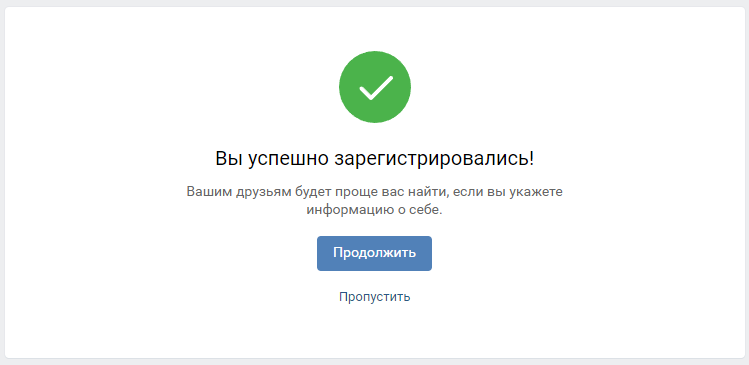 Вы успешно зарегистрировались!
Вашим друзьям будет проще вас найти, если вы укажете
информацию о себе.
Продолжить
Пропустить